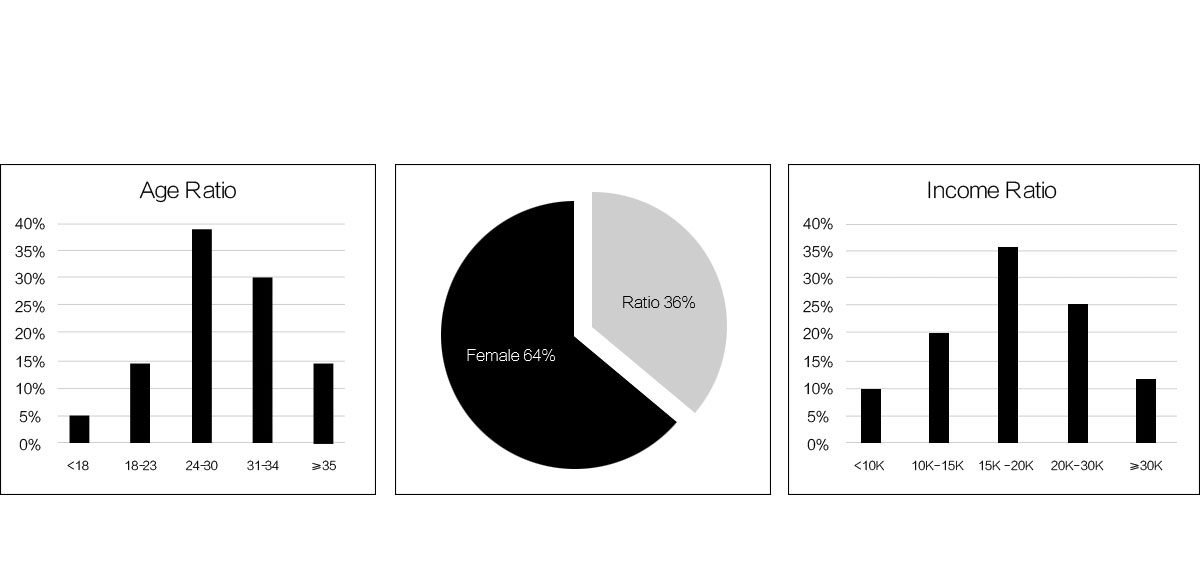 Age Ratio
40%
35%
30%
25%
20%
15%
10%
5%
0%
<18
18-23
24-30
31-34
⩾35
Ratio 36%
Female 64%
Income Ratio
40%
35%
30%
25%
20%
15%
10%
5%
0%
<10K
10K-15K
15K-20K
20K-30K
⩾30K